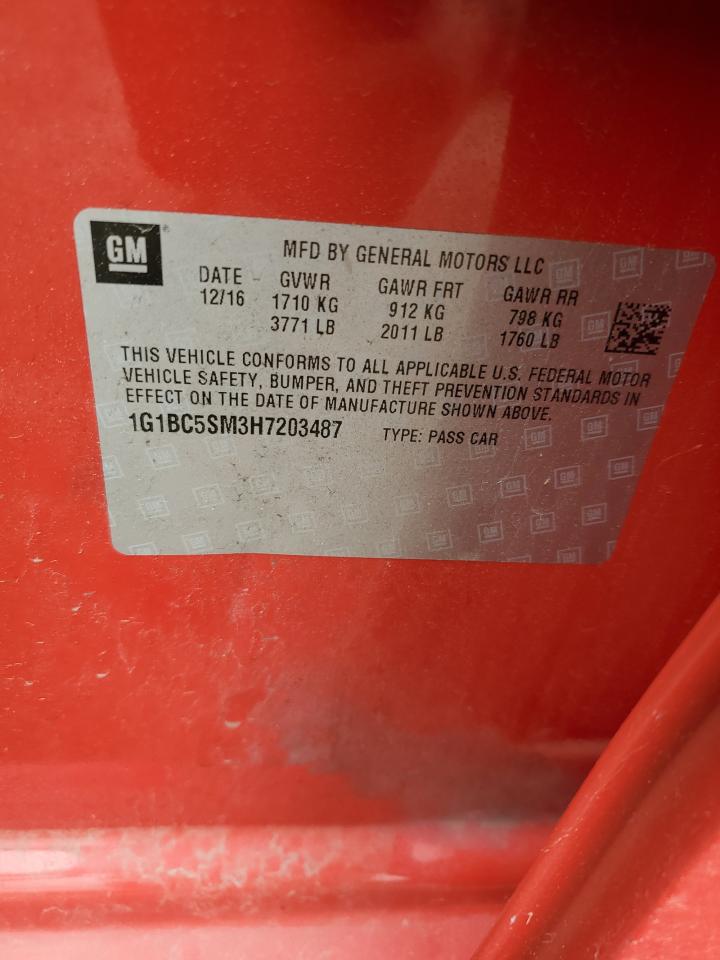 GM
MFD BY GENERAL MOTORS LLC
DATE GVWR GAWR FRT GAWR RR
12/16 1710 KG 912 KG 798 KG
3771 LB 2011 LB 1760 LB
THIS VEHICLE CONFORMS TO ALL APPLICABLE U.S. FEDERAL MOTOR
VEHICLE SAFETY, BUMPER, AND THEFT PREVENTION STANDARDS IN
EFFECT ON THE DATE OF MANUFACTURE SHOWN ABOVE.
1G1BC5SM3H7203487 TYPE: PASS CAR